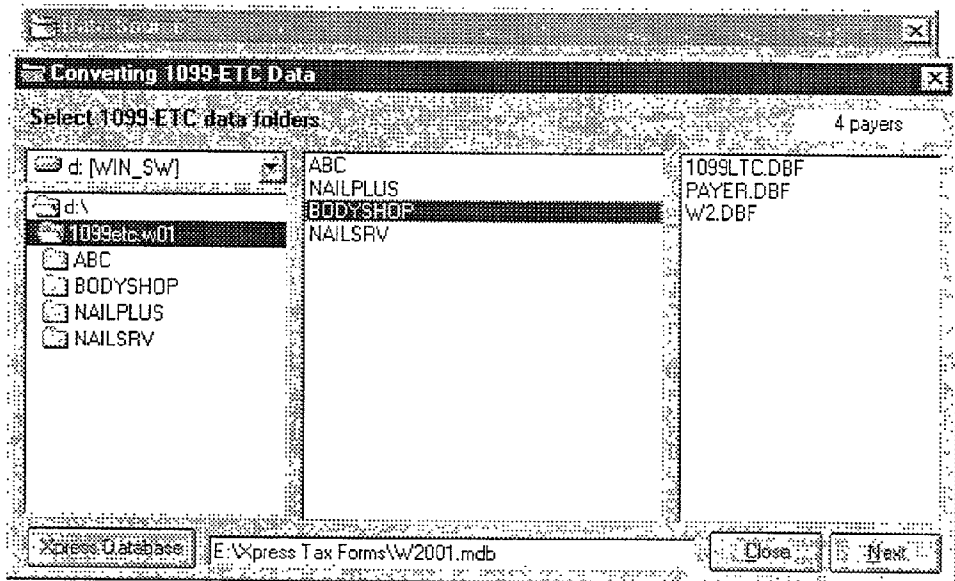 Converting 1099-ETC Data
Select 1099-ETC data folders
4 payers
d: [WIN_SW]
d:\
1099etc.w01
ABC
BODYSHOP
NAILPLUS
NAILSRV
ABC
NAILPLUS
BODYSHOP
NAILSRV
1099LTC.DBF
PAYER.DBF
W2.DBF
Xpress Database
E:\Xpress Tax Forms\W2001.mdb
Close
Next